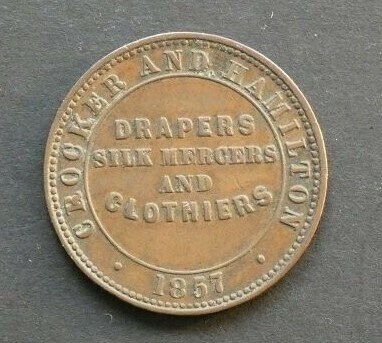 CROCKER AND HAMILTON
DRAPERS
SILK MERCERS
AND
CLOTHIERS
· 1857 ·